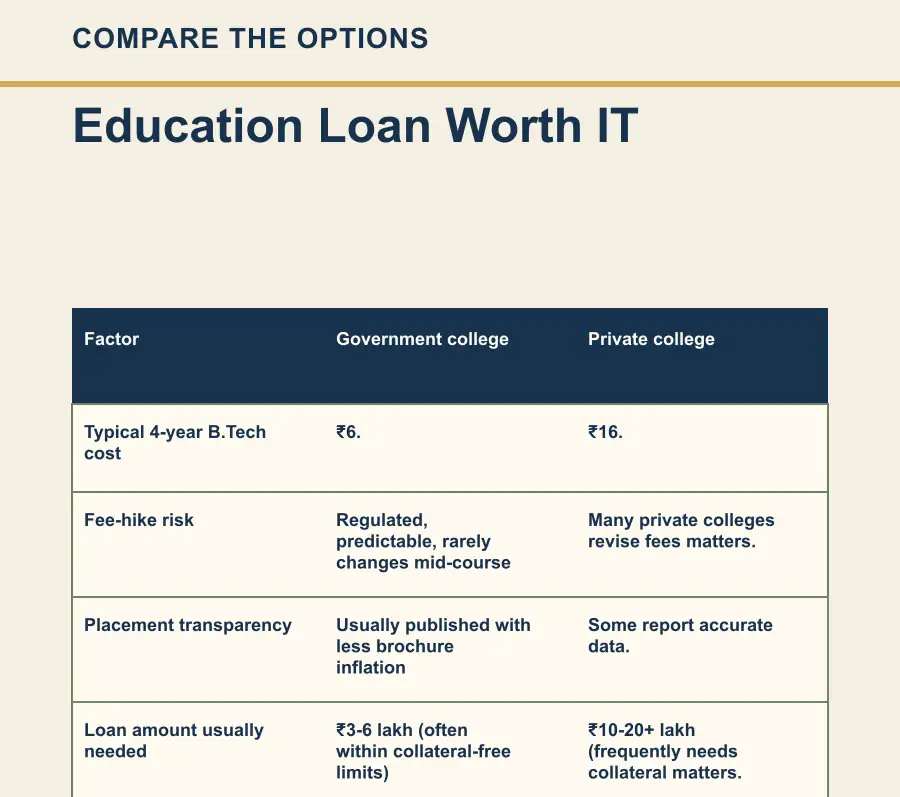 COMPARE THE OPTIONS
Education Loan Worth IT
Factor
Government college
Private college
Typical 4-year B.Tech
cost
₹6.
₹16.
Fee-hike risk
Regulated,
predictable, rarely
changes mid-course
Many private colleges
revise fees matters.
Placement transparency
Usually published with
less brochure
inflation
Some report accurate
data.
Loan amount usually
needed
₹3-6 lakh (often
within collateral-free
limits)
₹10-20+ lakh
(frequently needs
collateral matters.